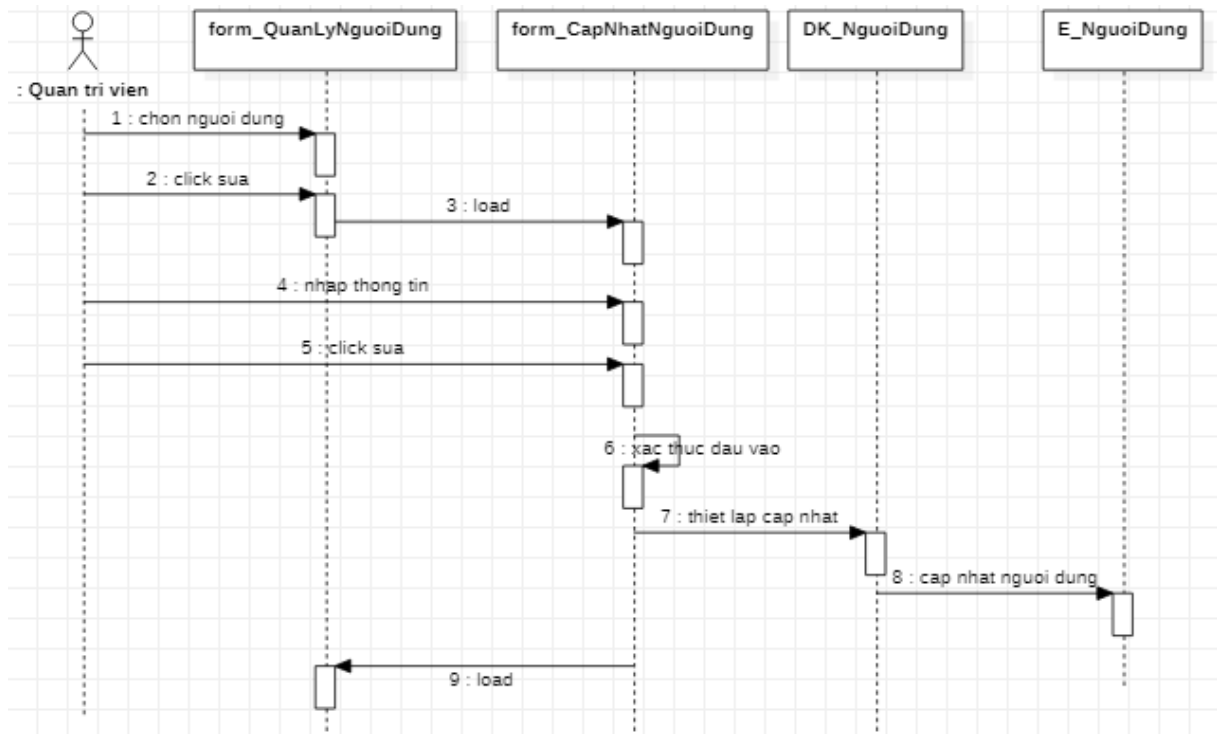 form_QuanLyNguoiDung
form_CapNhatNguoiDung
DK_NguoiDung
E_NguoiDung
: Quan tri vien
1 : chon nguoi dung
2 : click sua
3 : load
4 : nhap thong tin
5 : click sua
6 : xac thuc dau vao
7 : thiet lap cap nhat
8 : cap nhat nguoi dung
9 : load